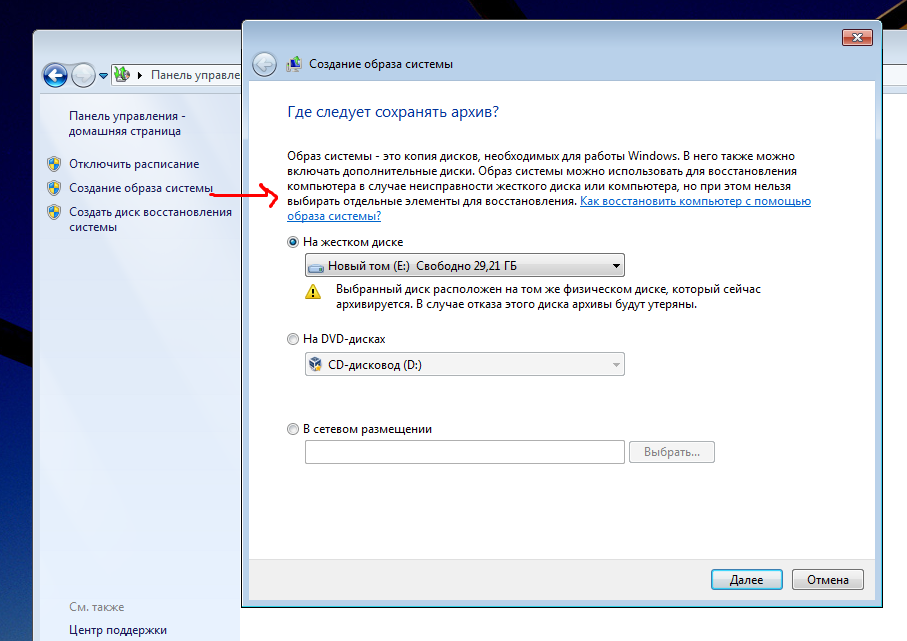 Панель управле
Панель управления -
домашняя страница
Отключить расписание
Создание образа системы
Создать диск восстановления
системы
См. также
Центр поддержки
Создание образа системы
Где следует сохранять архив?
Образ системы - это копия дисков, необходимых для работы Windows. В него также можно
включать дополнительные диски. Образ системы можно использовать для восстановления
компьютера в случае неисправности жесткого диска или компьютера, но при этом нельзя
выбирать отдельные элементы для восстановления. Как восстановить компьютер с помощью
образа системы?
На жестком диске
Новый том (E:) Свободно 29,21 ГБ
Выбранный диск расположен на том же физическом диске, который сейчас
архивируется. В случае отказа этого диска архивы будут утеряны.
На DVD-дисках
CD-дисковод (D:)
В сетевом размещении
Выбрать...
Далее
Отмена